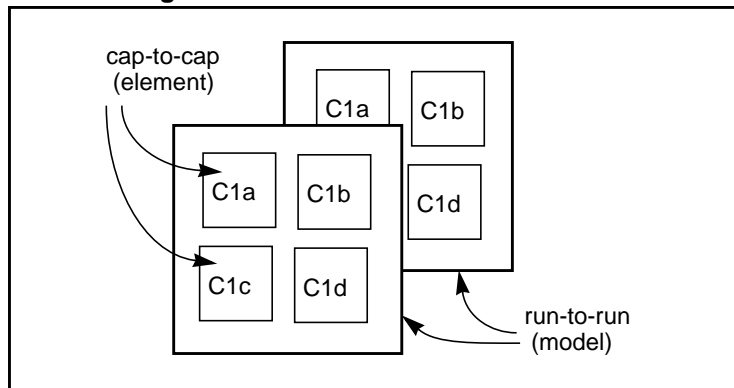 cap-to-cap
(element)
C1a
C1b
C1d
C1a
C1b
C1c
C1d
run-to-run
(model)